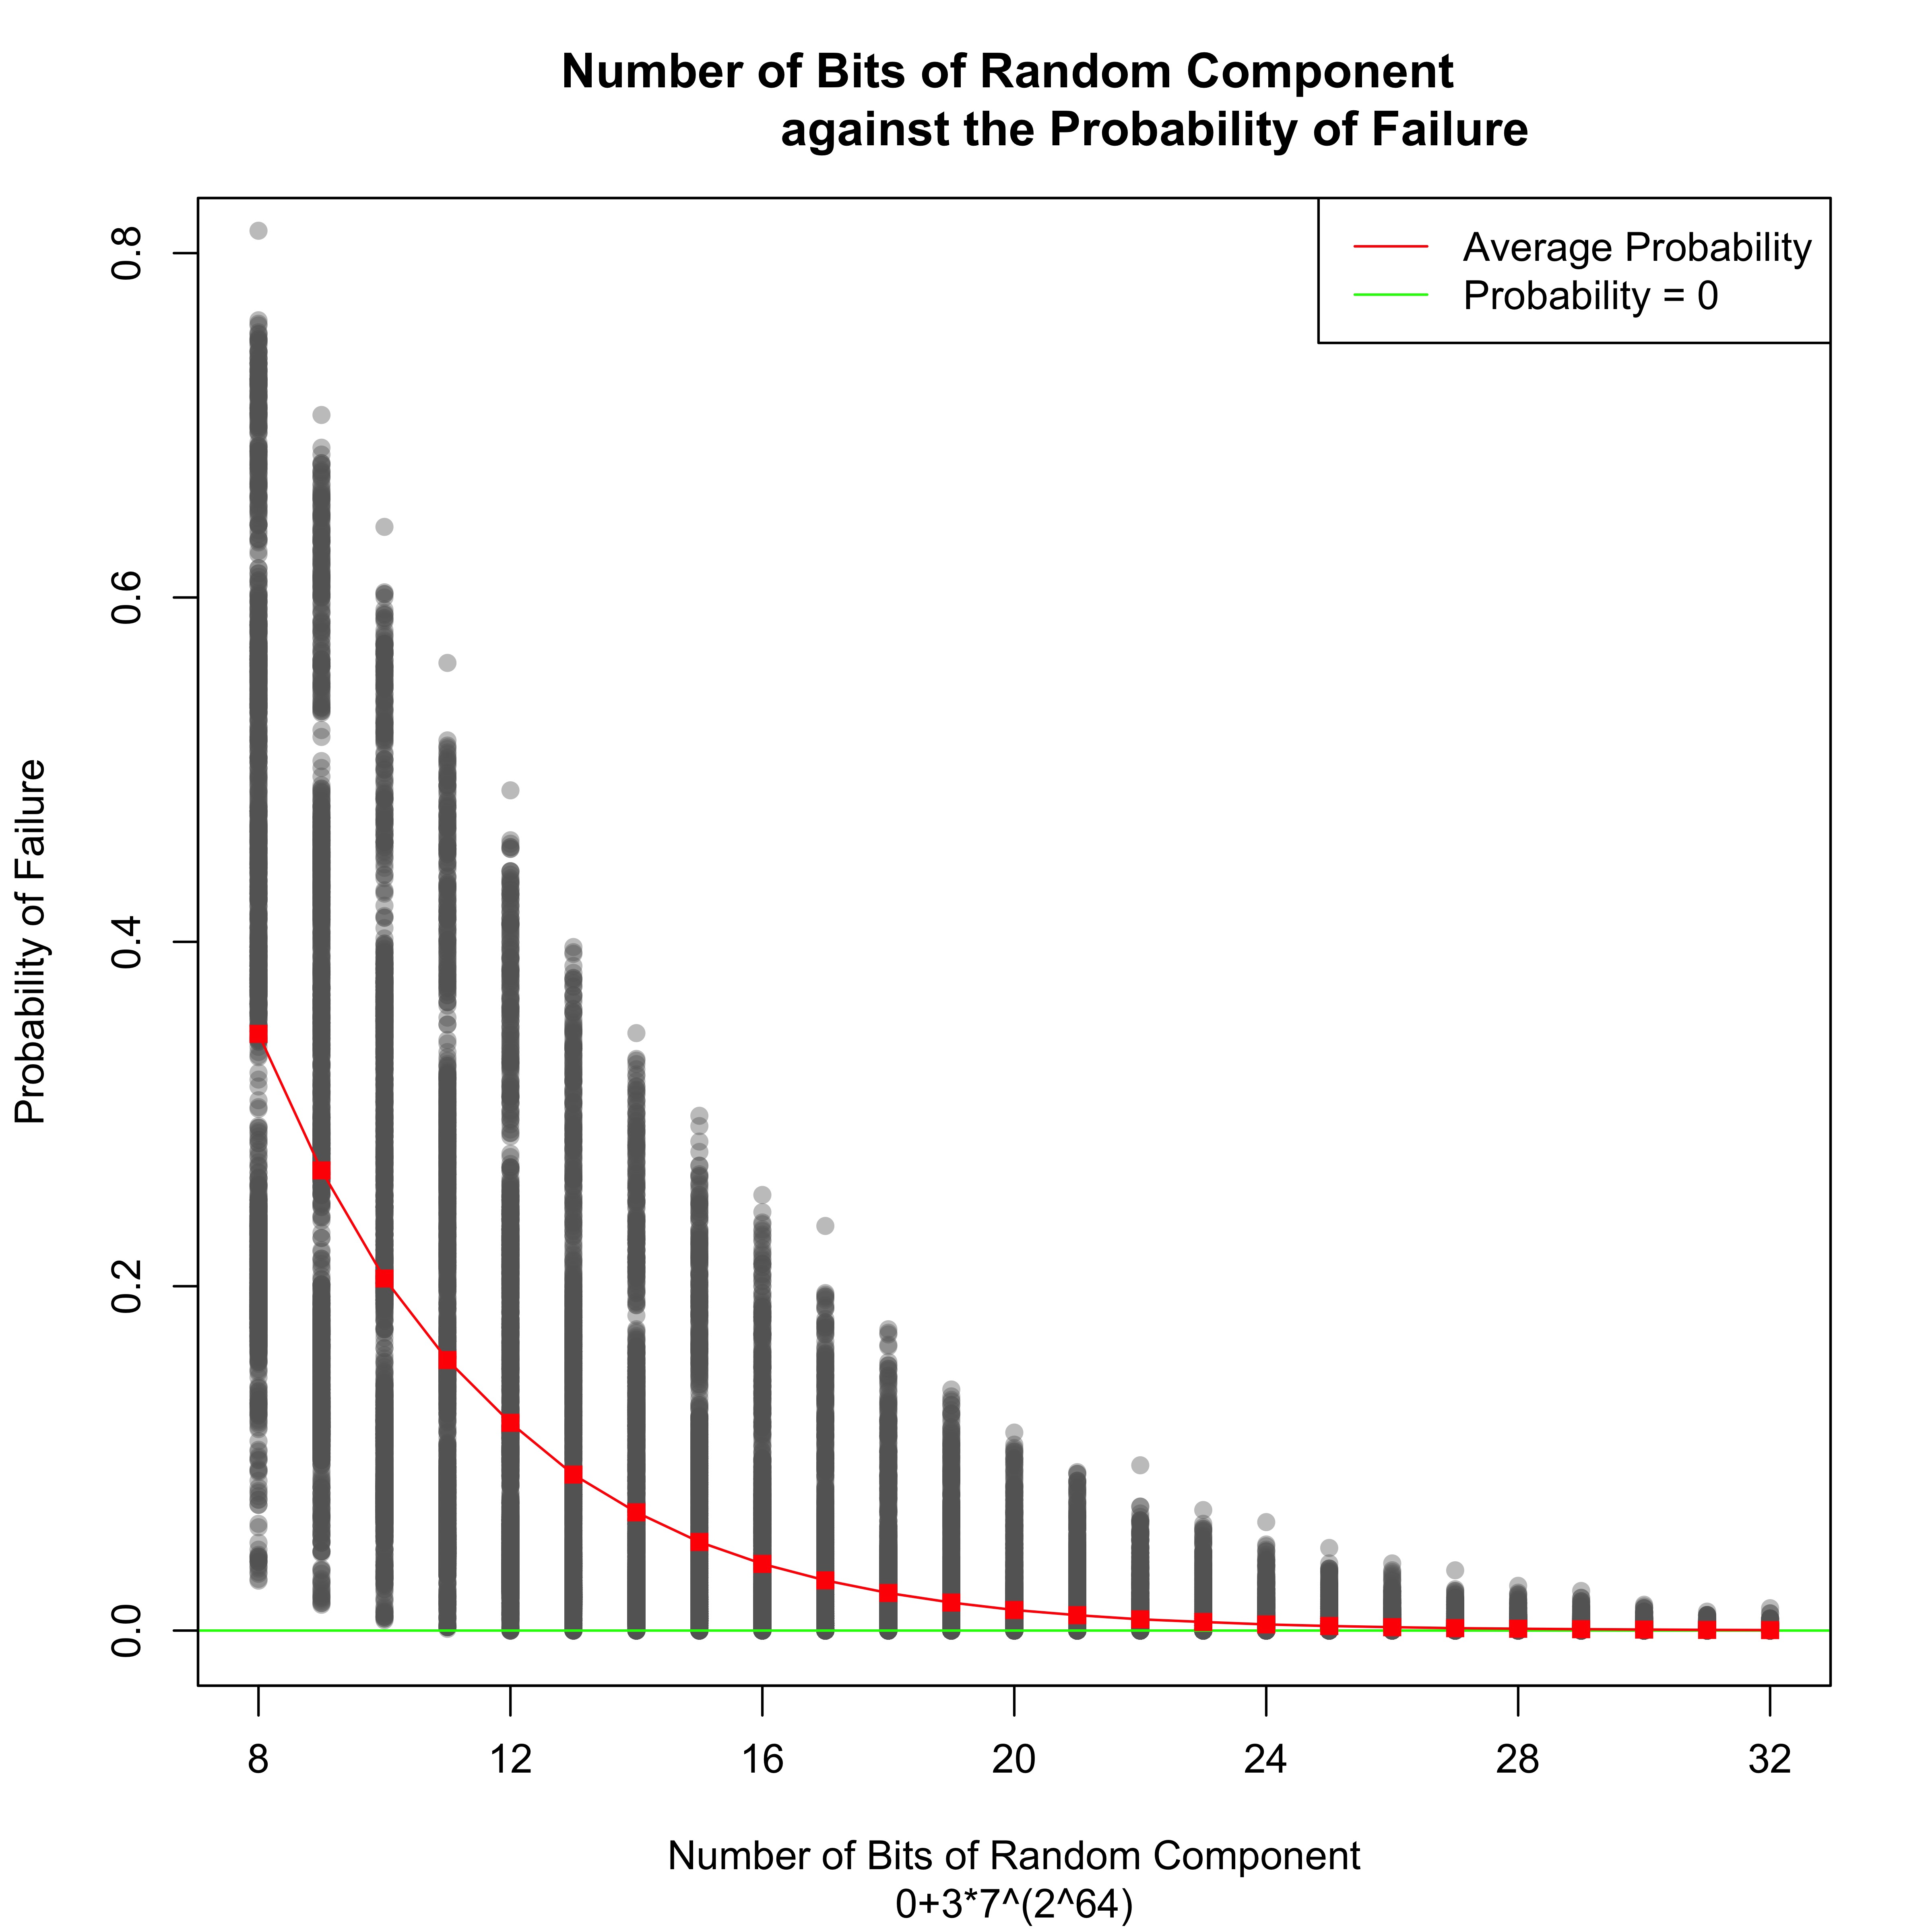 Number of Bits of Random Component
against the Probability of Failure
Average Probability
Probability = 0
Probability of Failure
0.8
0.6
0.4
0.2
0.0
8 12 16 20 24 28 32
Number of Bits of Random Component
0+3*7^(2^64)